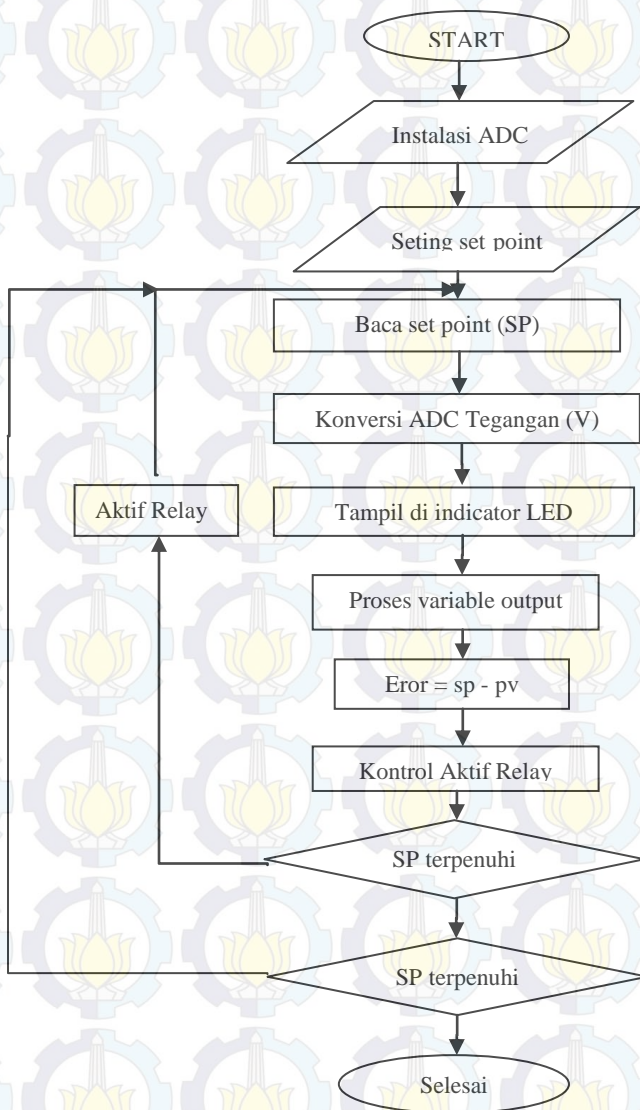 START
Instalasi ADC
Seting set point
Baca set point (SP)
Konversi ADC Tegangan (V)
Aktif Relay
Tampil di indicator LED
Proses variable output
Eror = sp - pv
Kontrol Aktif Relay
SP terpenuhi
SP terpenuhi
Selesai